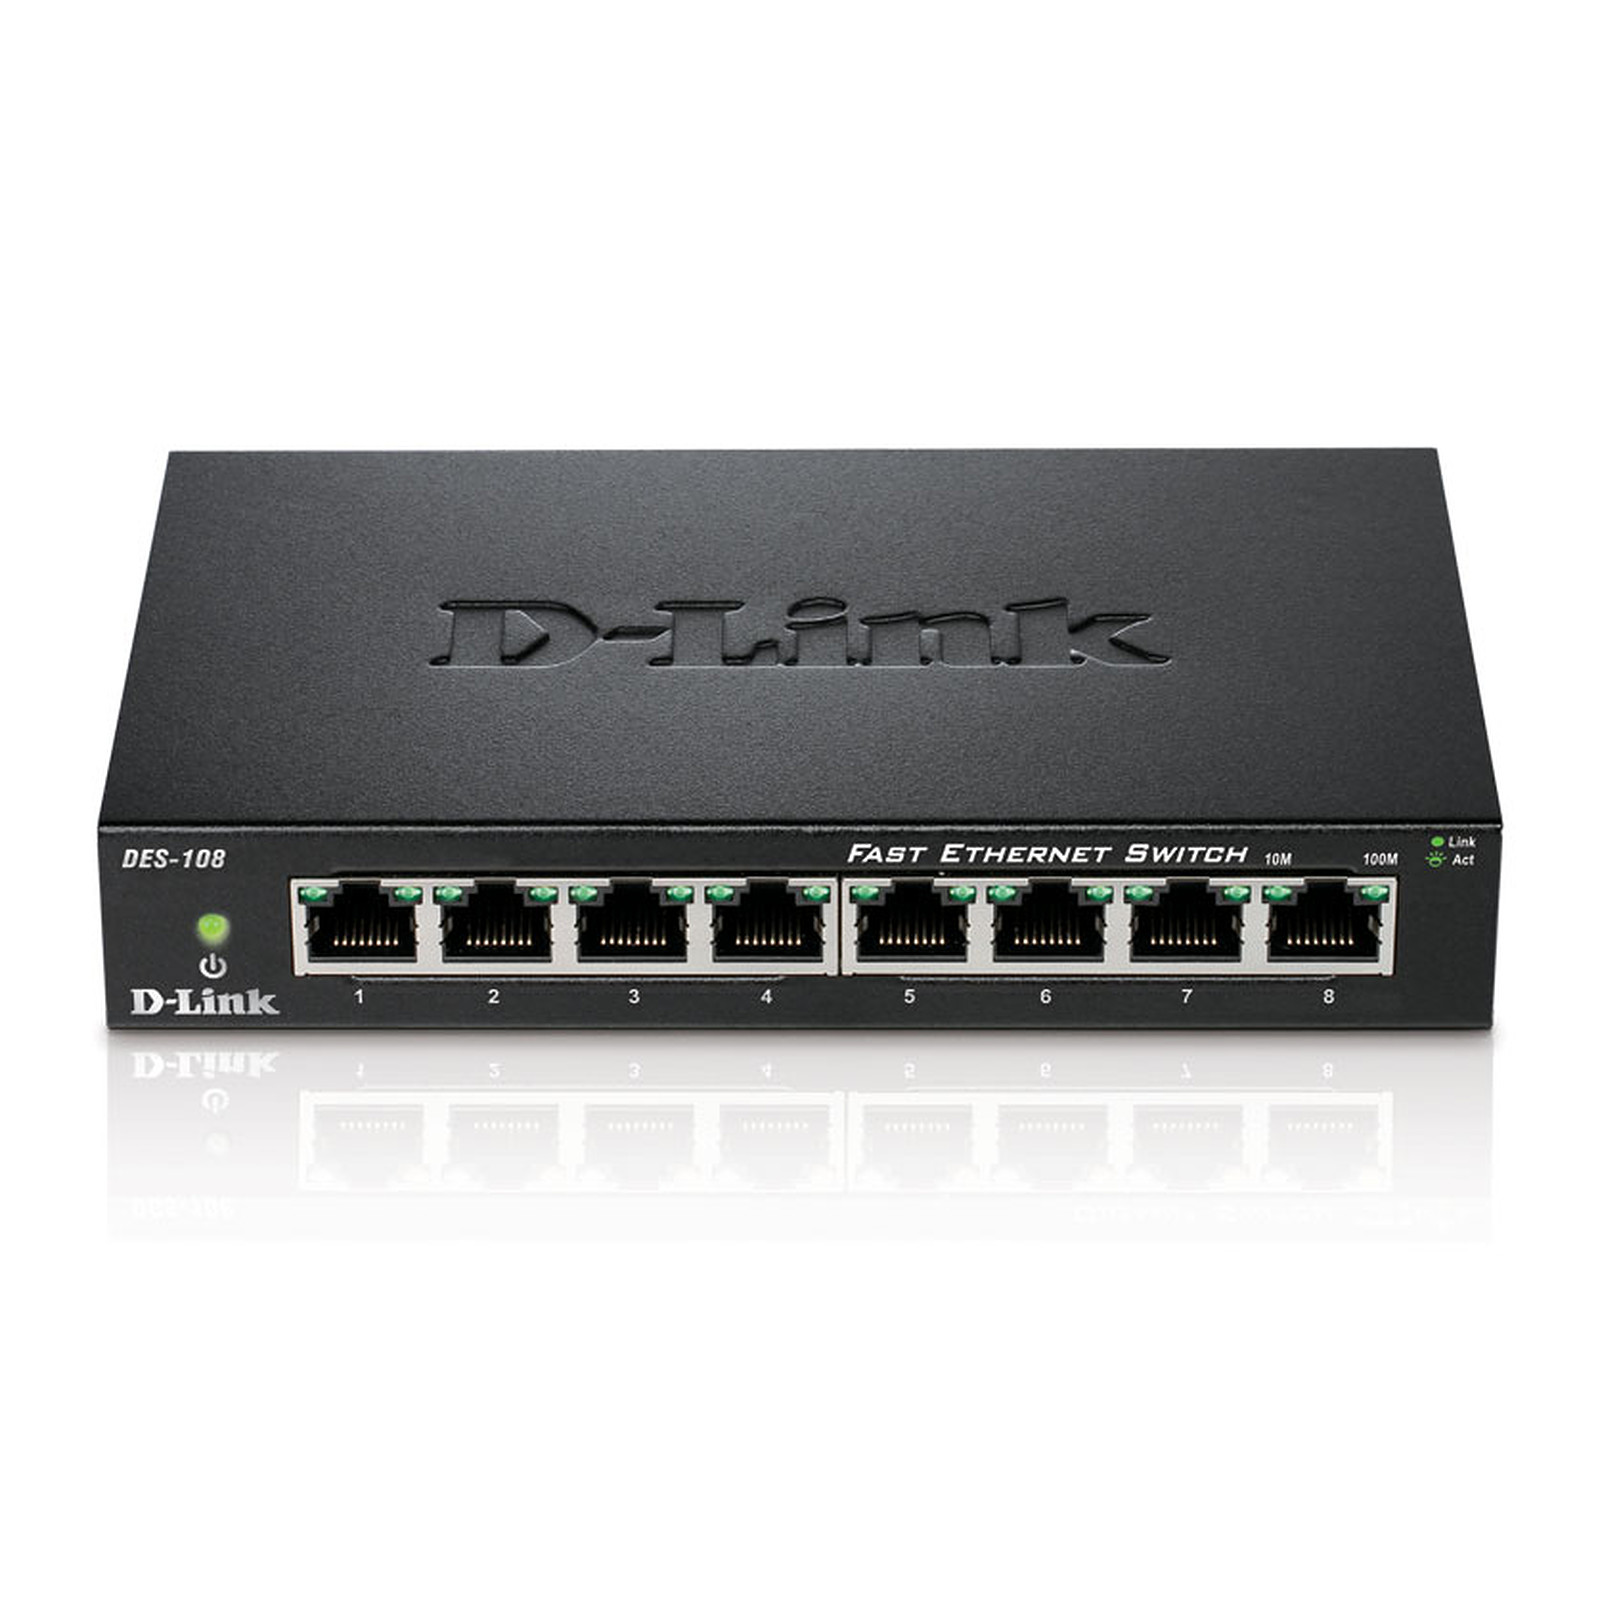 D-Link
DES-108
FAST ETHERNET SWITCH 10M 100M
Link
Act
D-Link
1 2 3 4 5 6 7 8